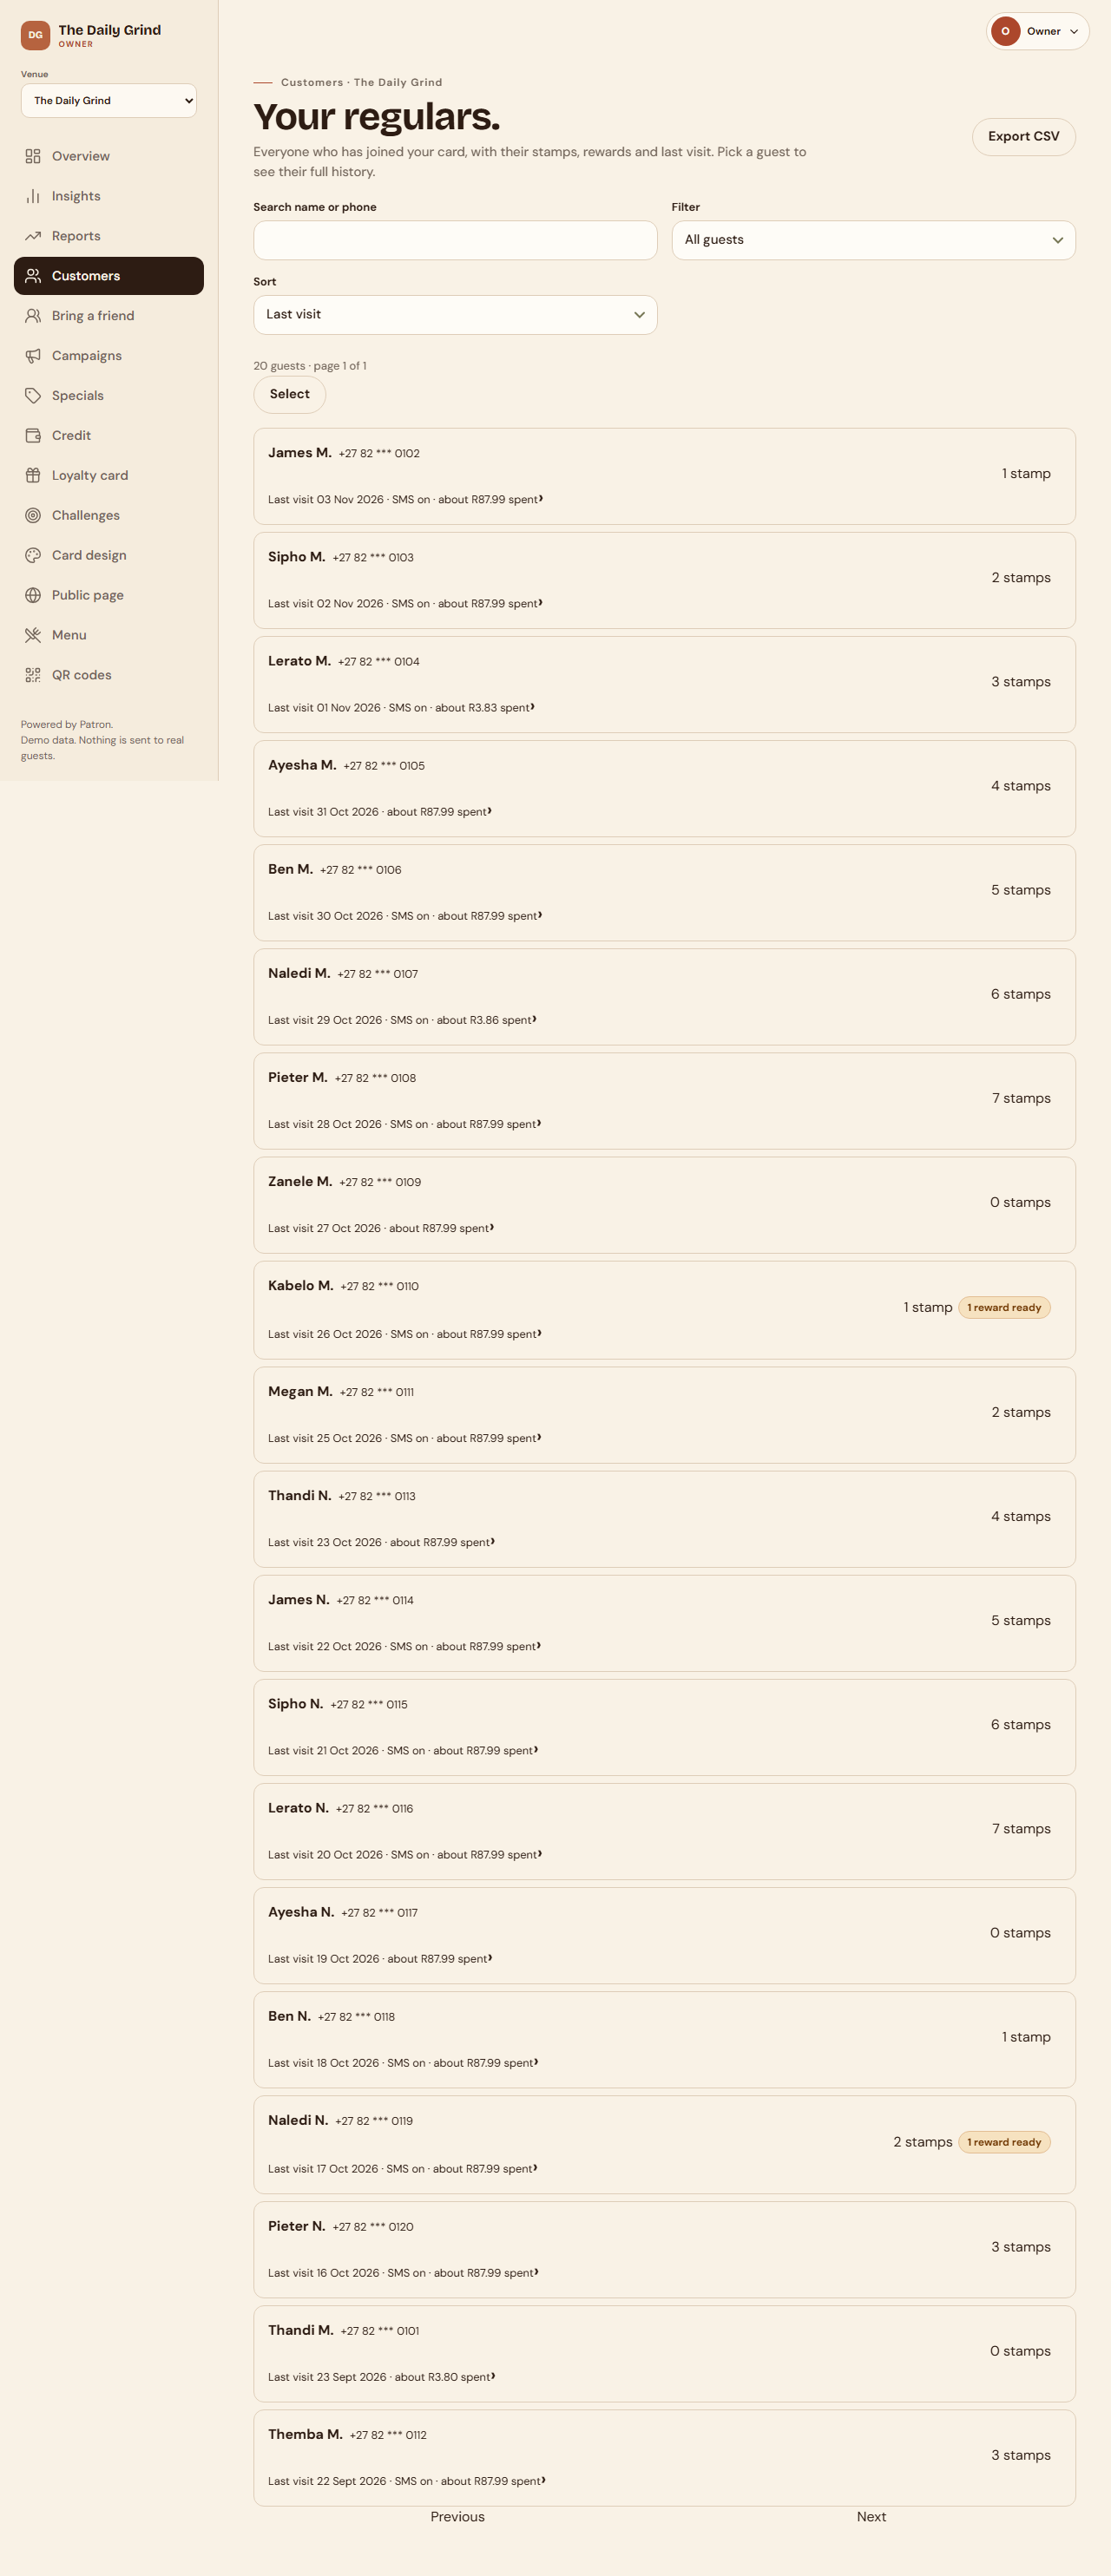 DG
The Daily Grind
OWNER
Venue
The Daily Grind
Overview
Insights
Reports
Customers
Bring a friend
Campaigns
Specials
Credit
Loyalty card
Challenges
Card design
Public page
Menu
QR codes
Powered by Patron.
Demo data. Nothing is sent to real
guests.
O Owner
Customers · The Daily Grind
Your regulars.
Everyone who has joined your card, with their stamps, rewards and last visit. Pick a guest to
see their full history.
Export CSV
Search name or phone
Filter
All guests
Sort
Last visit
20 guests · page 1 of 1
Select
James M. +27 82 *** 0102
1 stamp
Last visit 03 Nov 2026 · SMS on · about R87.99 spent›
Sipho M. +27 82 *** 0103
2 stamps
Last visit 02 Nov 2026 · SMS on · about R87.99 spent›
Lerato M. +27 82 *** 0104
3 stamps
Last visit 01 Nov 2026 · SMS on · about R3.83 spent›
Ayesha M. +27 82 *** 0105
4 stamps
Last visit 31 Oct 2026 · about R87.99 spent›
Ben M. +27 82 *** 0106
5 stamps
Last visit 30 Oct 2026 · SMS on · about R87.99 spent›
Naledi M. +27 82 *** 0107
6 stamps
Last visit 29 Oct 2026 · SMS on · about R3.86 spent›
Pieter M. +27 82 *** 0108
7 stamps
Last visit 28 Oct 2026 · SMS on · about R87.99 spent›
Zanele M. +27 82 *** 0109
0 stamps
Last visit 27 Oct 2026 · about R87.99 spent›
Kabelo M. +27 82 *** 0110
1 stamp 1 reward ready
Last visit 26 Oct 2026 · SMS on · about R87.99 spent›
Megan M. +27 82 *** 0111
2 stamps
Last visit 25 Oct 2026 · SMS on · about R87.99 spent›
Thandi N. +27 82 *** 0113
4 stamps
Last visit 23 Oct 2026 · about R87.99 spent›
James N. +27 82 *** 0114
5 stamps
Last visit 22 Oct 2026 · SMS on · about R87.99 spent›
Sipho N. +27 82 *** 0115
6 stamps
Last visit 21 Oct 2026 · SMS on · about R87.99 spent›
Lerato N. +27 82 *** 0116
7 stamps
Last visit 20 Oct 2026 · SMS on · about R87.99 spent›
Ayesha N. +27 82 *** 0117
0 stamps
Last visit 19 Oct 2026 · about R87.99 spent›
Ben N. +27 82 *** 0118
1 stamp
Last visit 18 Oct 2026 · SMS on · about R87.99 spent›
Naledi N. +27 82 *** 0119
2 stamps 1 reward ready
Last visit 17 Oct 2026 · SMS on · about R87.99 spent›
Pieter N. +27 82 *** 0120
3 stamps
Last visit 16 Oct 2026 · SMS on · about R87.99 spent›
Thandi M. +27 82 *** 0101
0 stamps
Last visit 23 Sept 2026 · about R3.80 spent›
Themba M. +27 82 *** 0112
3 stamps
Last visit 22 Sept 2026 · SMS on · about R87.99 spent›
Previous
Next